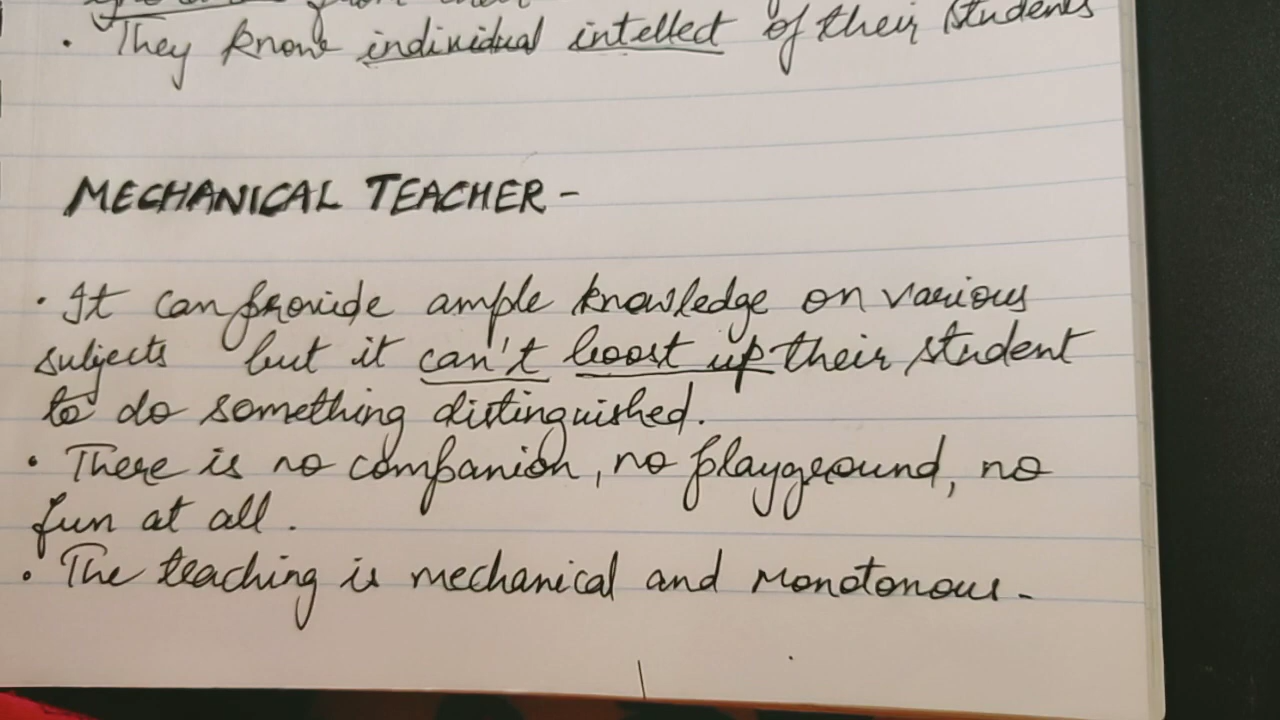 from
• They know individual intellect of their students
MECHANICAL TEACHER -
• It can provide ample knowledge on various
subjects but it can't boost up their student
to do something distinguished.
• There is no companion, no playground, no
fun at all.
• The teaching is mechanical and monotonous.